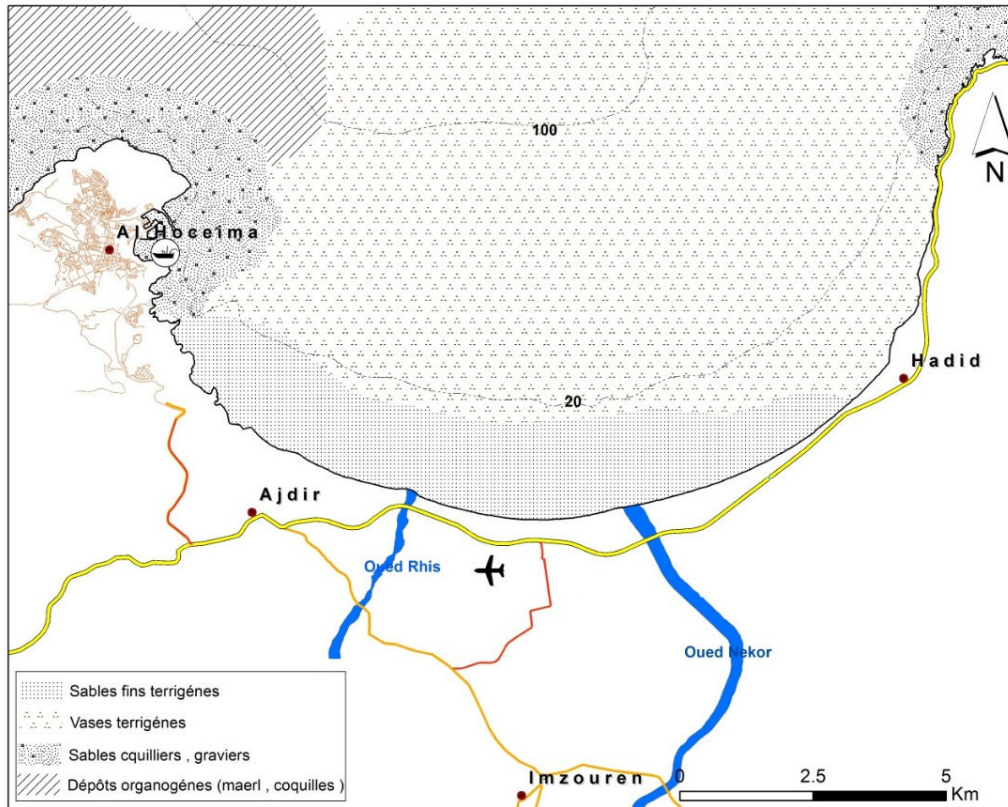 100
N
Al Hoceima
Hadid
20
Ajdir
Oued Rhis
Oued Nekor
Sables fins terrigénes
Vases terrigénes
Sables cquilliers , graviers
Dépôts organogénes (maerl , coquilles )
Imzouren
0 2.5 5
Km